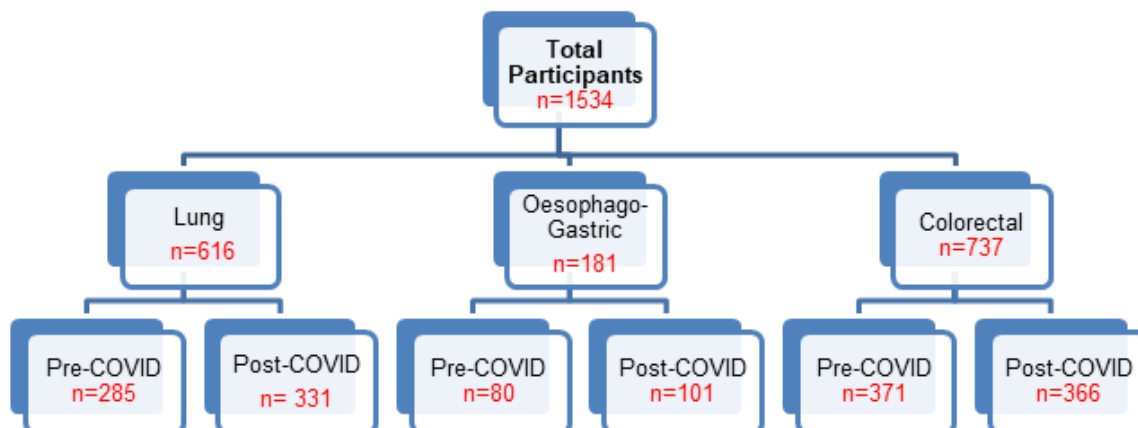 Total
Participants
n=1534
Lung
n=616
Oesophago-
Gastric
n=181
Colorectal
n=737
Pre-COVID
n=285
Post-COVID
n= 331
Pre-COVID
n=80
Post-COVID
n=101
Pre-COVID
n=371
Post-COVID
n=366